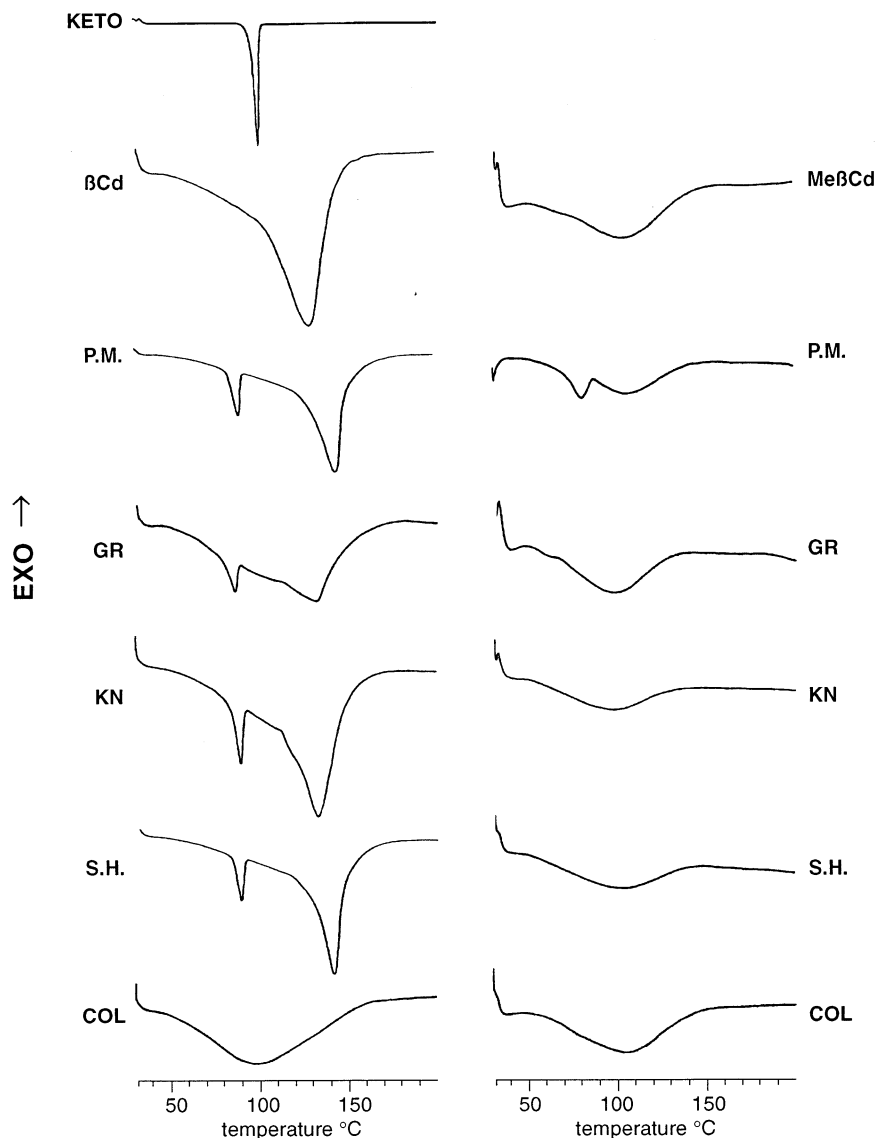 KETO
ßCd
MeßCd
P.M.
P.M.
EXO →
GR
GR
KN
KN
S.H.
S.H.
COL
COL
50 100 150
50 100 150
temperature °C
temperature °C